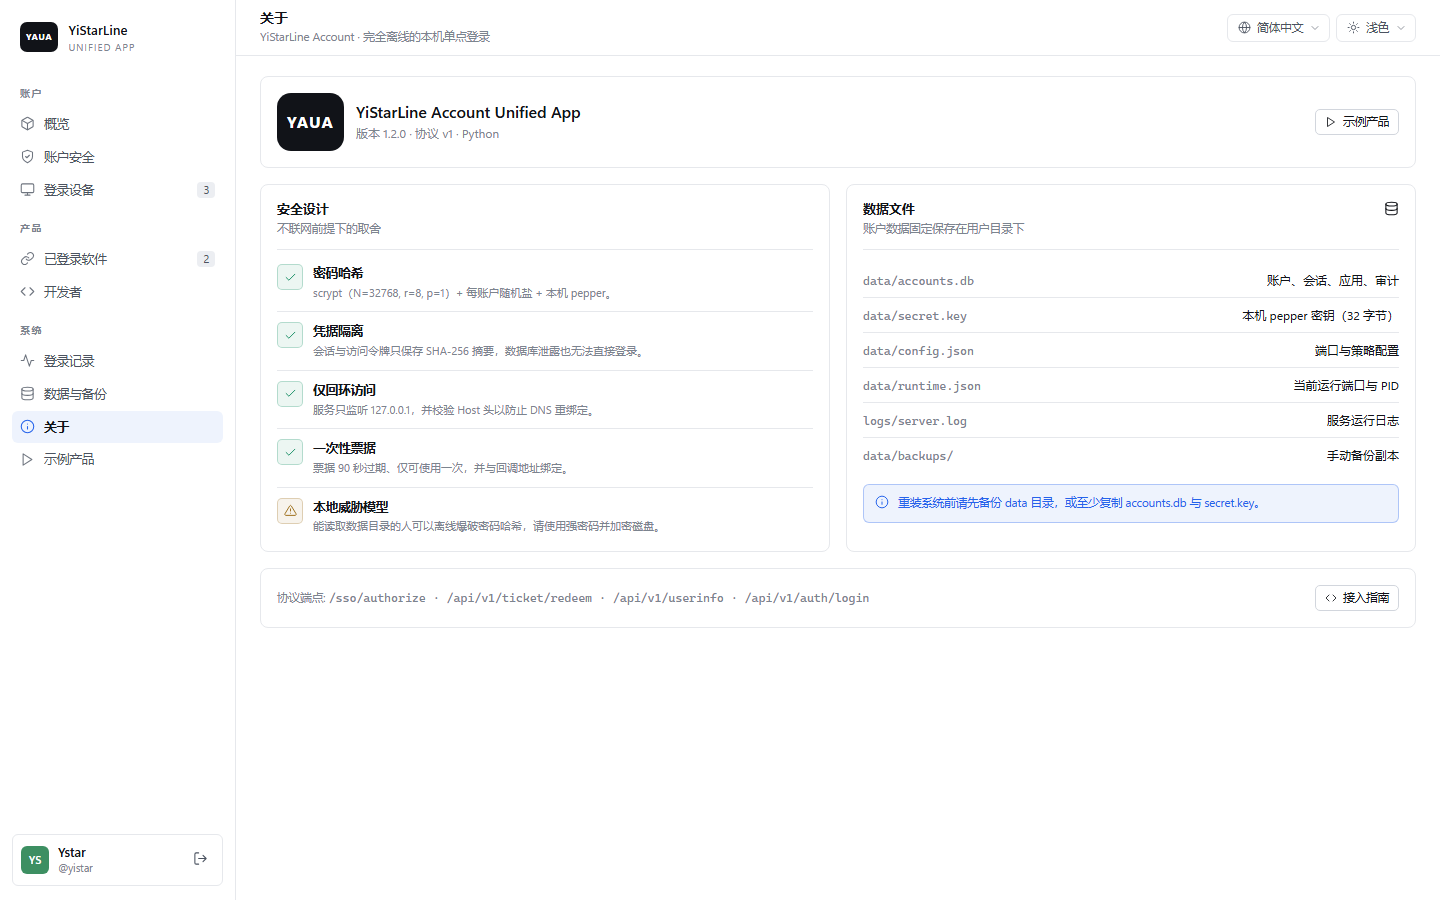 YAUA
YiStarLine
UNIFIED APP
账户
概览
账户安全
登录设备 3
产品
已登录软件 2
开发者
系统
登录记录
数据与备份
关于
示例产品
YS
Ystar
@yistar
关于
YiStarLine Account · 完全离线的本机单点登录
简体中文
浅色
YAUA
YiStarLine Account Unified App
版本 1.2.0 · 协议 v1 · Python
示例产品
安全设计
不联网前提下的取舍
密码哈希
scrypt（N=32768, r=8, p=1）+ 每账户随机盐 + 本机 pepper。
凭据隔离
会话与访问令牌只保存 SHA-256 摘要，数据库泄露也无法直接登录。
仅回环访问
服务只监听 127.0.0.1，并校验 Host 头以防止 DNS 重绑定。
一次性票据
票据 90 秒过期、仅可使用一次，并与回调地址绑定。
本地威胁模型
能读取数据目录的人可以离线爆破密码哈希，请使用强密码并加密磁盘。
数据文件
账户数据固定保存在用户目录下
data/accounts.db 账户、会话、应用、审计
data/secret.key 本机 pepper 密钥（32 字节）
data/config.json 端口与策略配置
data/runtime.json 当前运行端口与 PID
logs/server.log 服务运行日志
data/backups/ 手动备份副本
重装系统前请先备份 data 目录，或至少复制 accounts.db 与 secret.key。
协议端点: /sso/authorize · /api/v1/ticket/redeem · /api/v1/userinfo · /api/v1/auth/login
接入指南